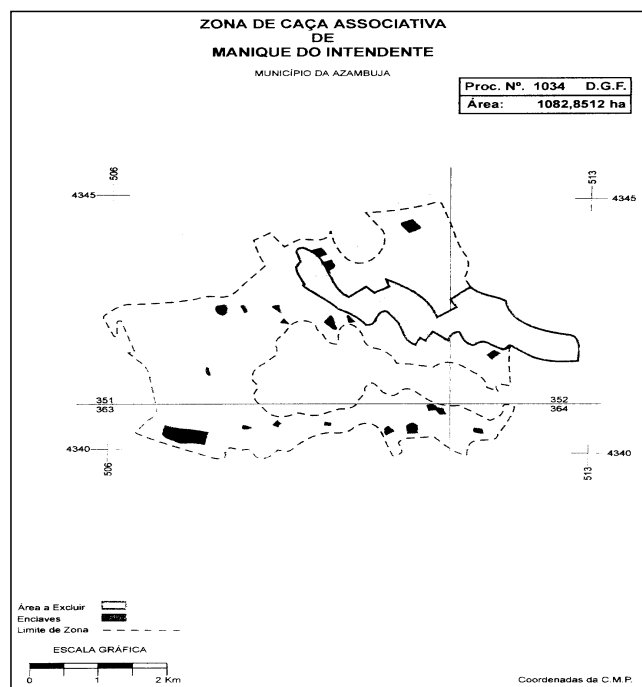 ZONA DE CAÇA ASSOCIATIVA
DE
MANIQUE DO INTENDENTE
MUNICÍPIO DA AZAMBUJA
Proc. Nº. 1034 D.G.F.
Área: 1082,8512 ha
506
513
4345
4345
351
352
363
364
4340
4340
506
513
Área a Excluir
Enclaves
Limite de Zona
ESCALA GRÁFICA
0 1 2 Km
Coordenadas da C.M.P.